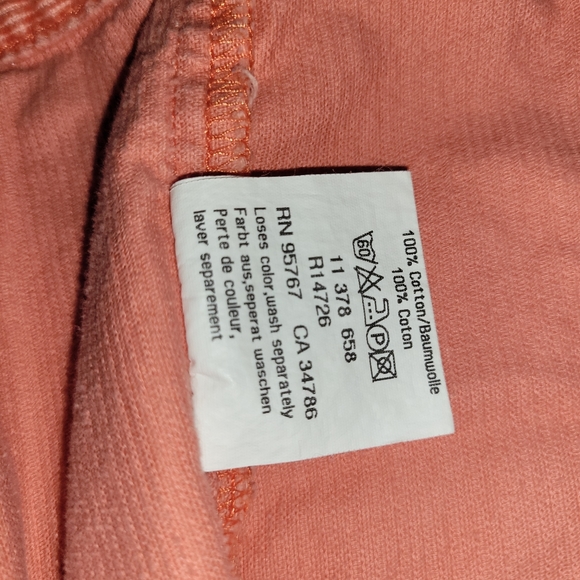 100% Cotton/Baumwolle
100% Coton
60 P
11 378 658
R14726
RN 95767 CA 34786
Loses color,wash separately
Farbt aus,seperat waschen
Perte de couleur,
laver separement